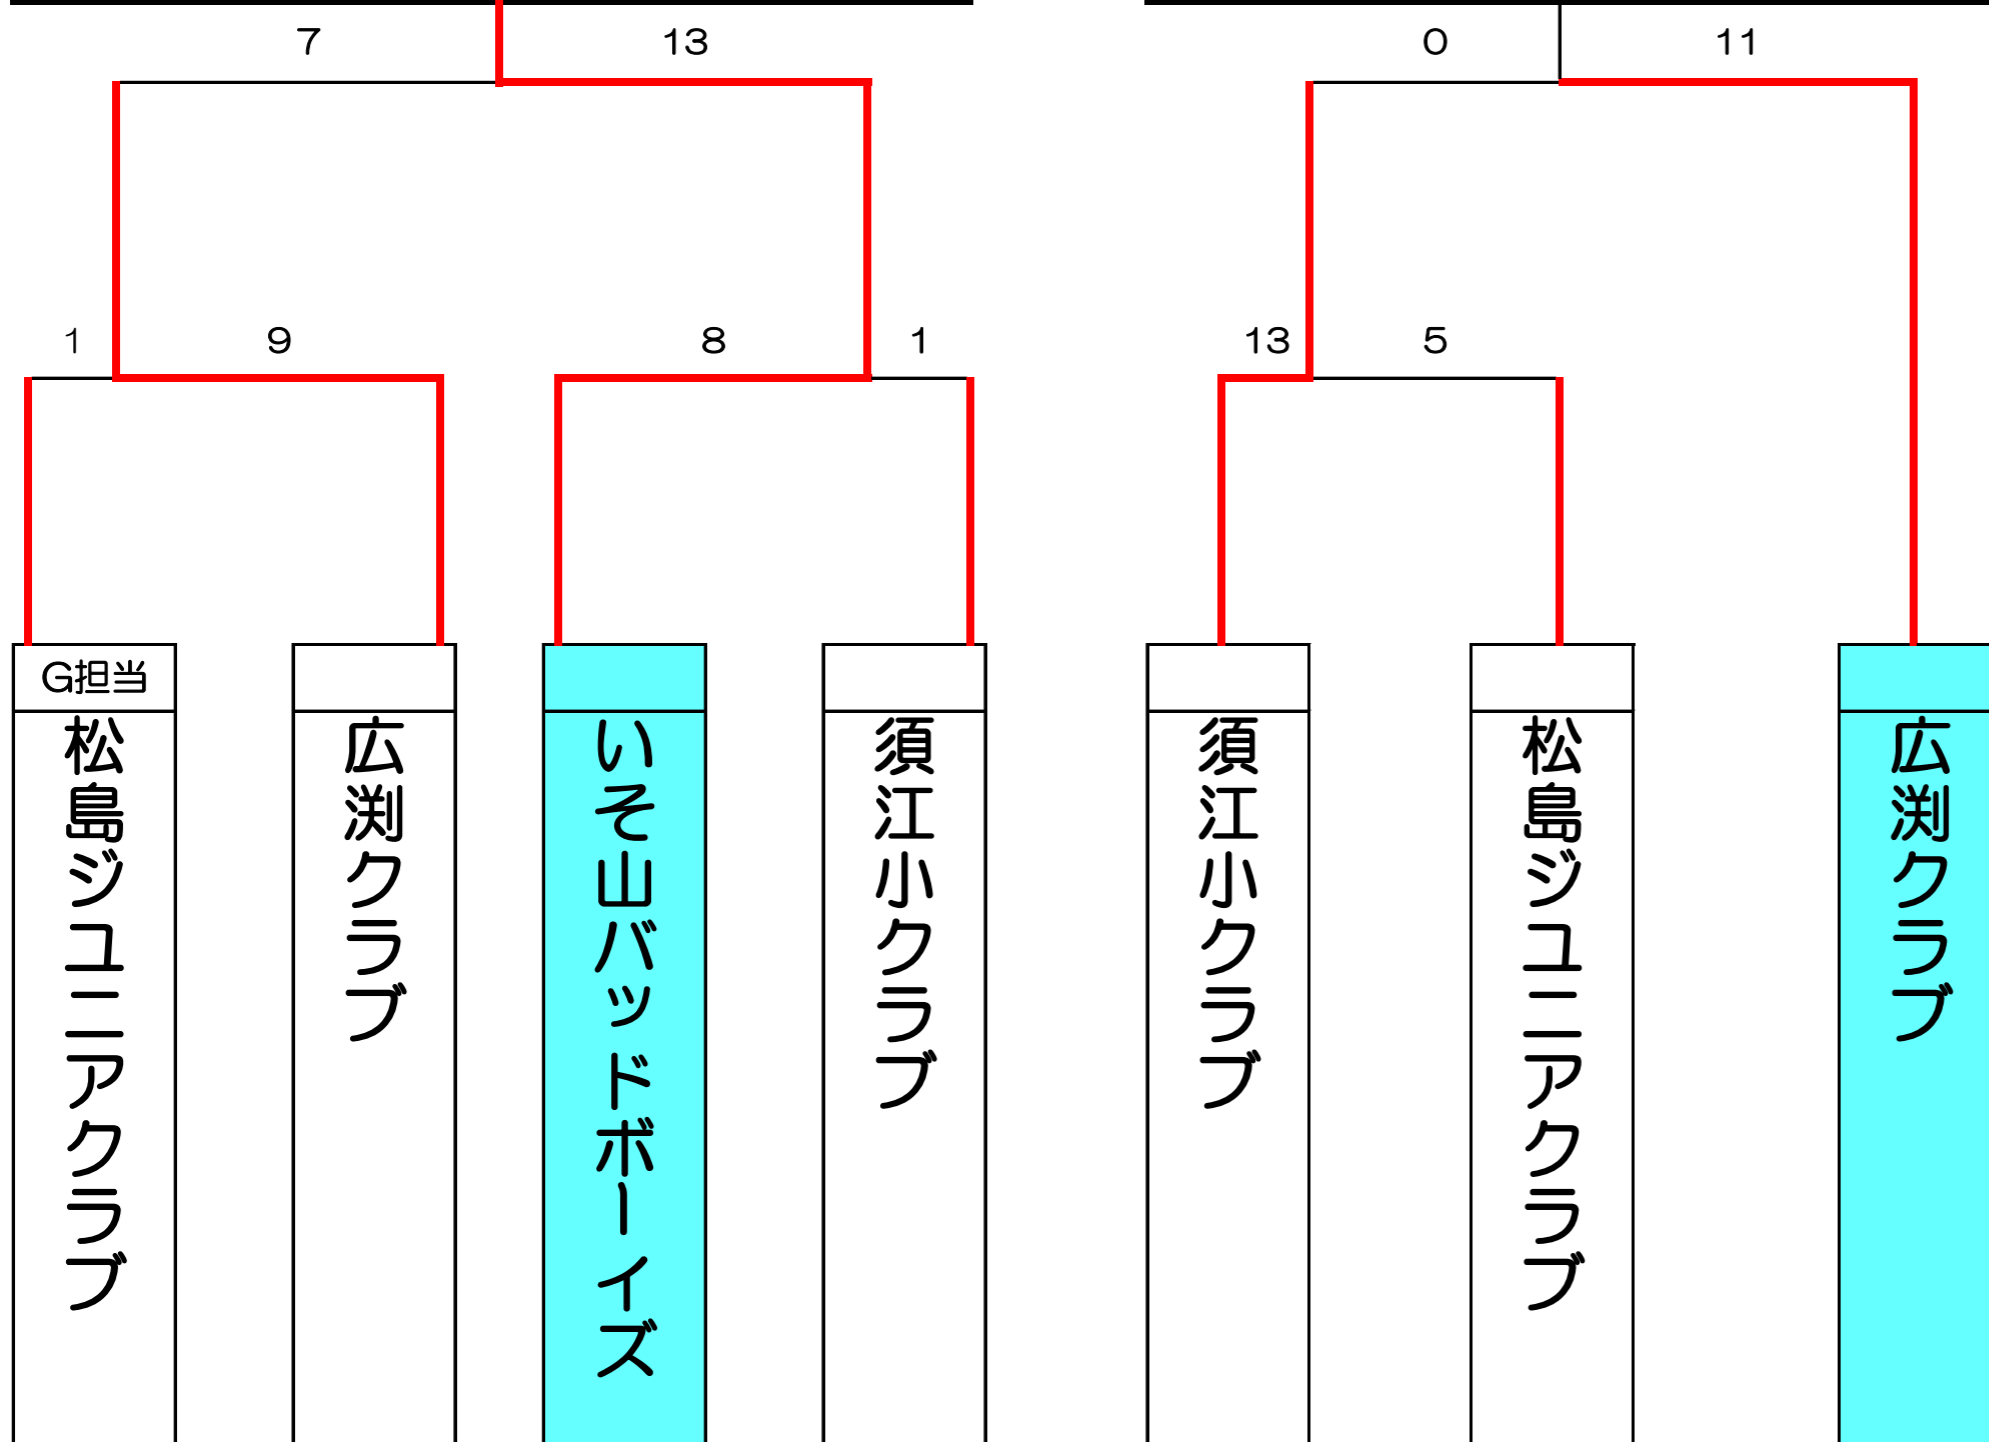 7 13 0 11
1 9 8 1 13 5
G担当
松島ジュニアクラブ
広渕クラブ
いそ山バッドボーイズ
須江小クラブ
須江小クラブ
松島ジュニアクラブ
広渕クラブ